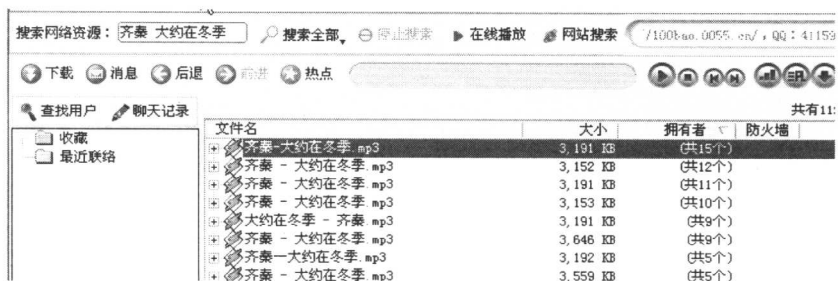 搜索网络资源： 齐秦 大约在冬季 搜索全部 停止搜索 在线播放 网站搜索
下载 消息 后退 前进 热点
查找用户 聊天记录 共有11
收藏
最近联络
文件名 大小 拥有者 防火墙
齐秦-大约在冬季.mp3 3,191 KB (共15个)
齐秦 - 大约在冬季.mp3 3,152 KB (共12个)
齐秦 - 大约在冬季.mp3 3,191 KB (共11个)
齐秦 - 大约在冬季.mp3 3,153 KB (共10个)
大约在冬季 - 齐秦.mp3 3,191 KB (共9个)
齐秦 - 大约在冬季.mp3 3,646 KB (共9个)
齐秦一大约在冬季.mp3 3,192 KB (共5个)
齐秦 - 大约在冬季.mp3 3,559 KB (共5个)